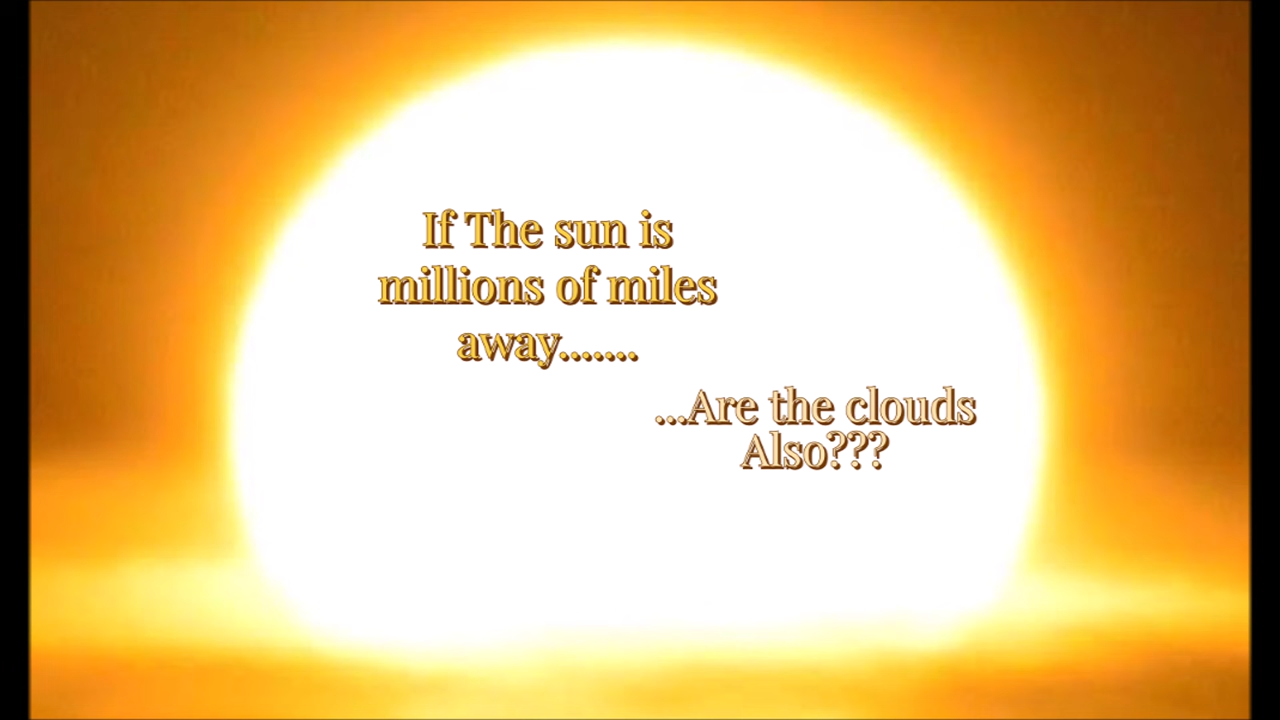 If The sun is
millions of miles
away.......
...Are the clouds
Also???